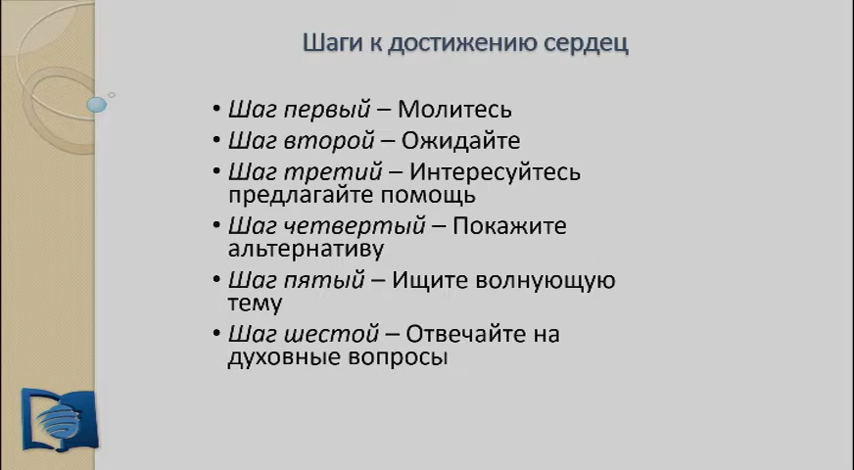 Шаги к достижению сердец
• Шаг первый – Молитесь
• Шаг второй – Ожидайте
• Шаг третий – Интересуйтесь
предлагайте помощь
• Шаг четвертый – Покажите
альтернативу
• Шаг пятый – Ищите волнующую
тему
• Шаг шестой – Отвечайте на
духовные вопросы